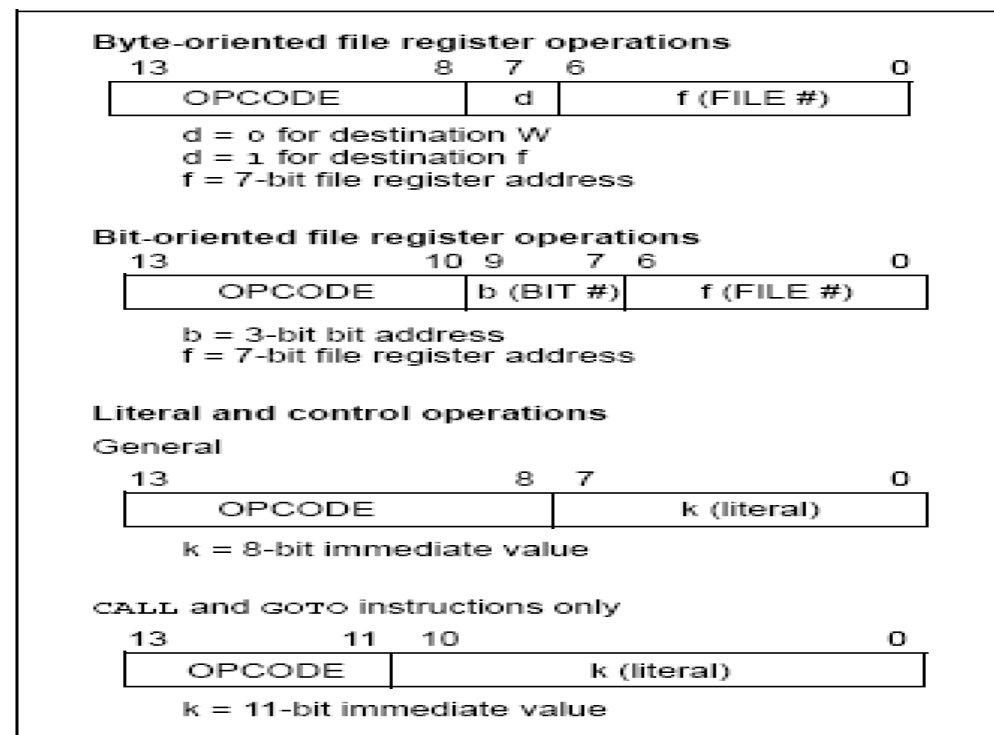 Byte-oriented file register operations
13 8 7 6 0
OPCODE d f (FILE #)
d = 0 for destination W
d = 1 for destination f
f = 7-bit file register address
Bit-oriented file register operations
13 10 9 7 6 0
OPCODE b (BIT #) f (FILE #)
b = 3-bit bit address
f = 7-bit file register address
Literal and control operations
General
13 8 7 0
OPCODE k (literal)
k = 8-bit immediate value
CALL and GOTO instructions only
13 11 10 0
OPCODE k (literal)
k = 11-bit immediate value